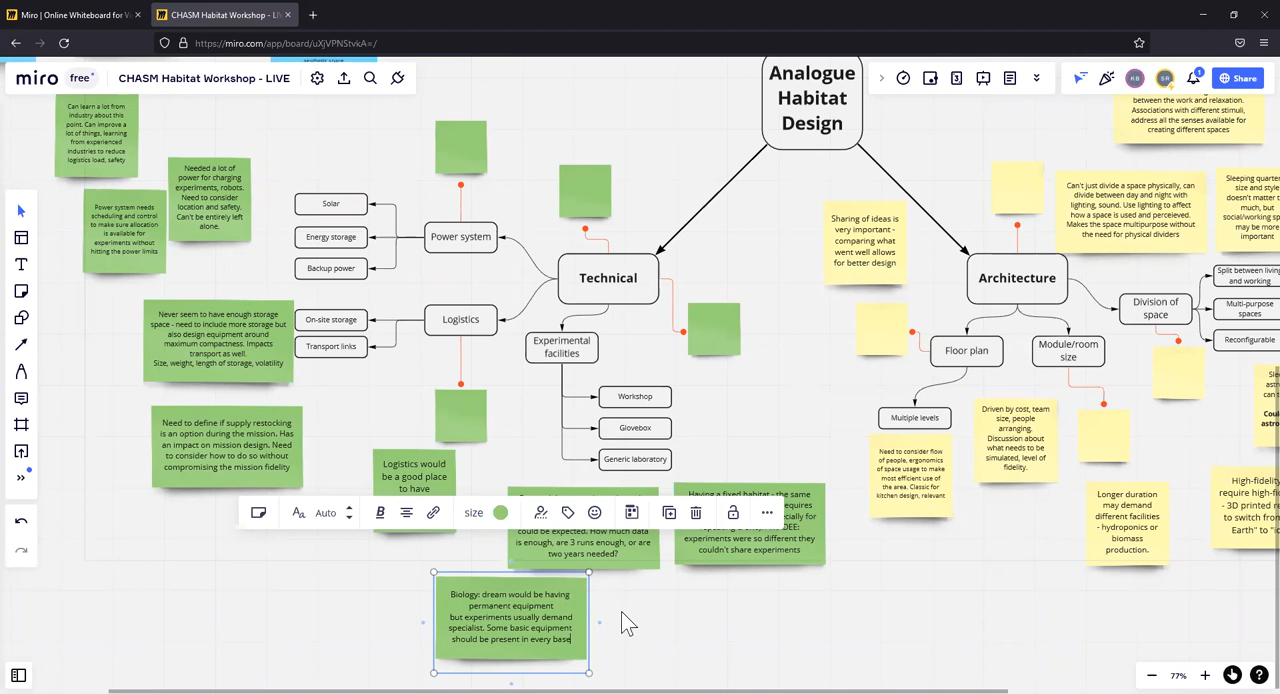 Miro | Online Whiteboard for Vi
CHASM Habitat Workshop - LIVE
https://miro.com/app/board/uXjVPNStvkA=/
miro
free
CHASM Habitat Workshop - LIVE
KB
SR
1
Share
Can learn a lot from
industry about this
point. Can improve a
lot of things, learning
from experienced
industries to reduce
logistics load, safety
Needed a lot of
power for charging
experiments, robots.
Need to consider
location and safety.
Can't be entirely left
alone.
Power system needs
scheduling and control
to make sure allocation
is available for
experiments without
hitting the power limits
Solar
Energy storage
Backup power
Power system
Never seem to have enough storage
space - need to include more storage but
also design equipment around
maximum compactness. Impacts
transport as well.
Size, weight, length of storage, volatility
On-site storage
Transport links
Logistics
Need to define if supply restocking
is an option during the mission. Has
an impact on mission design. Need
to consider how to do so without
compromising the mission fidelity
Logistics would
be a good place
to have
Analogue
Habitat
Design
Technical
Experimental
facilities
Workshop
Glovebox
Generic laboratory
could be expected. How much data
is enough, are 3 runs enough, or are
two years needed?
Having a fixed habitat - the same
equires
ecially for
DEE:
experiments were so different they
couldn't share experiments
Auto
B
size
Biology: dream would be having
permanent equipment
but experiments usually demand
specialist. Some basic equipment
should be present in every base
Sharing of ideas is
very important -
comparing what
went well allows
for better design
Architecture
Floor plan
Module/room
size
Multiple levels
Need to consider flow
of people, ergonomics
of space usage to make
most efficient use of
the area. Classic for
kitchen design, relevant
Driven by cost, team
size, people
arranging.
Discussion about
what needs to be
simulated, level of
fidelity.
Longer duration
may demand
different facilities
- hydroponics or
biomass
production.
between the work and relaxation.
Associations with different stimuli,
address all the senses available for
creating different spaces
Can't just divide a space physically, can
divide between day and night with
lighting, sound. Use lighting to affect
how a space is used and perceieved.
Makes the space multipurpose without
the need for physical dividers
Sleeping quarte
size and style
doesn't matter t
much, but
social/working s
may be more
important
Division of
space
Split between living
and working
Multi-purpose
spaces
Reconfigurable
Slee
astro
can t
Coul
astro
High-fidelity
require high-fid
- 3D printed re
to switch from
Earth" to "i
77%